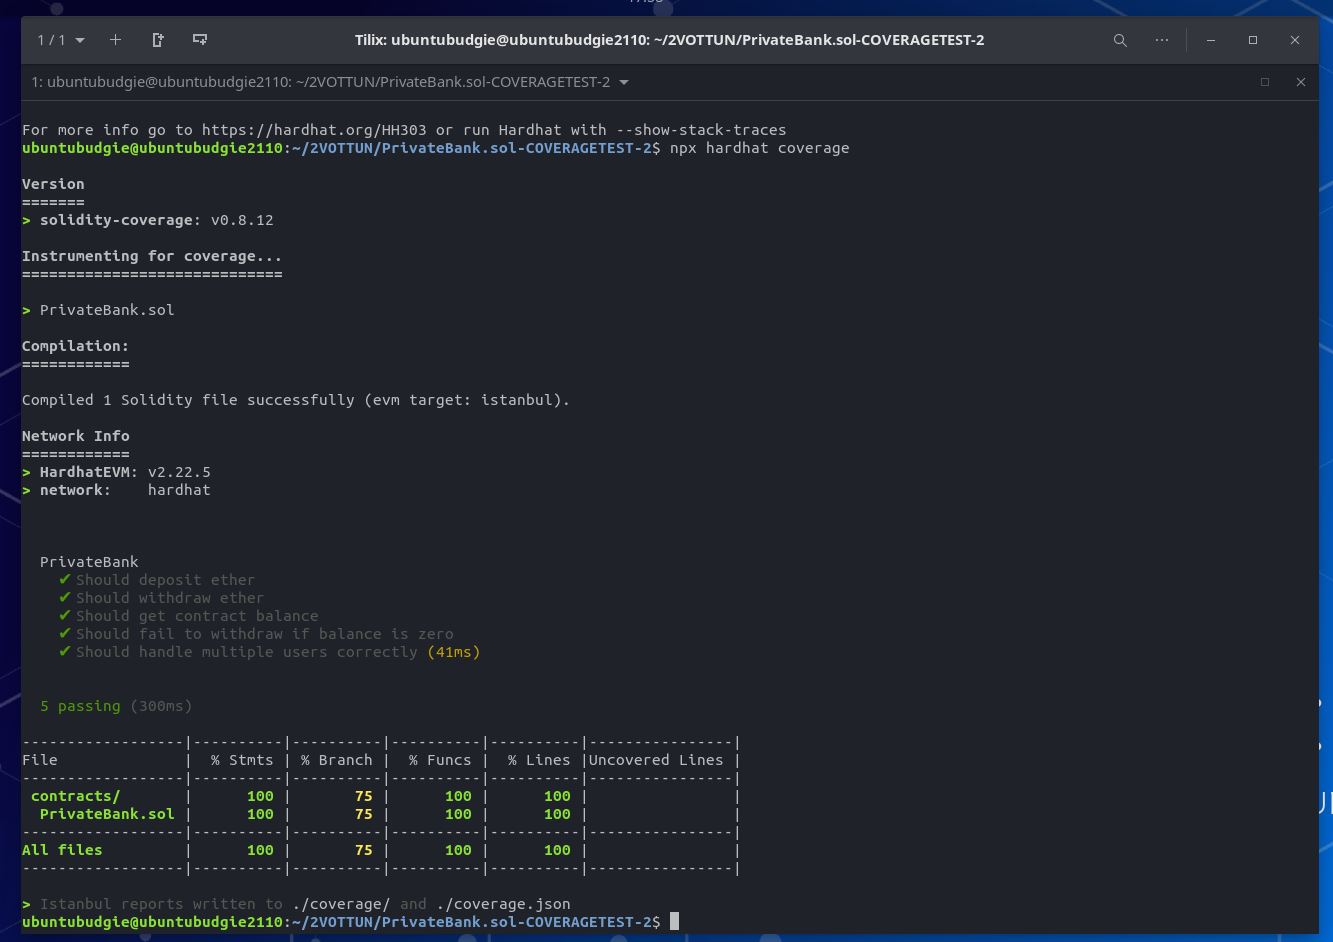 1 / 1
Tilix: ubuntubudgie@ubuntubudgie2110: ~/2VOTTUN/PrivateBank.sol-COVERAGETEST-2
1: ubuntubudgie@ubuntubudgie2110: ~/2VOTTUN/PrivateBank.sol-COVERAGETEST-2
For more info go to https://hardhat.org/HH303 or run Hardhat with --show-stack-traces
ubuntubudgie@ubuntubudgie2110:~/2VOTTUN/PrivateBank.sol-COVERAGETEST-2$ npx hardhat coverage
Version
=======
> solidity-coverage: v0.8.12
Instrumenting for coverage...
=============================
> PrivateBank.sol
Compilation:
============
Compiled 1 Solidity file successfully (evm target: istanbul).
Network Info
============
> HardhatEVM: v2.22.5
> network:    hardhat
PrivateBank
✔ Should deposit ether
✔ Should withdraw ether
✔ Should get contract balance
✔ Should fail to withdraw if balance is zero
✔ Should handle multiple users correctly (41ms)
5 passing (300ms)
------------------|----------|----------|----------|----------|----------------|
File              |  % Stmts | % Branch |  % Funcs |  % Lines |Uncovered Lines |
------------------|----------|----------|----------|----------|----------------|
 contracts/       |      100 |       75 |      100 |      100 |                |
  PrivateBank.sol |      100 |       75 |      100 |      100 |                |
------------------|----------|----------|----------|----------|----------------|
All files         |      100 |       75 |      100 |      100 |                |
------------------|----------|----------|----------|----------|----------------|
> Istanbul reports written to ./coverage/ and ./coverage.json
ubuntubudgie@ubuntubudgie2110:~/2VOTTUN/PrivateBank.sol-COVERAGETEST-2$